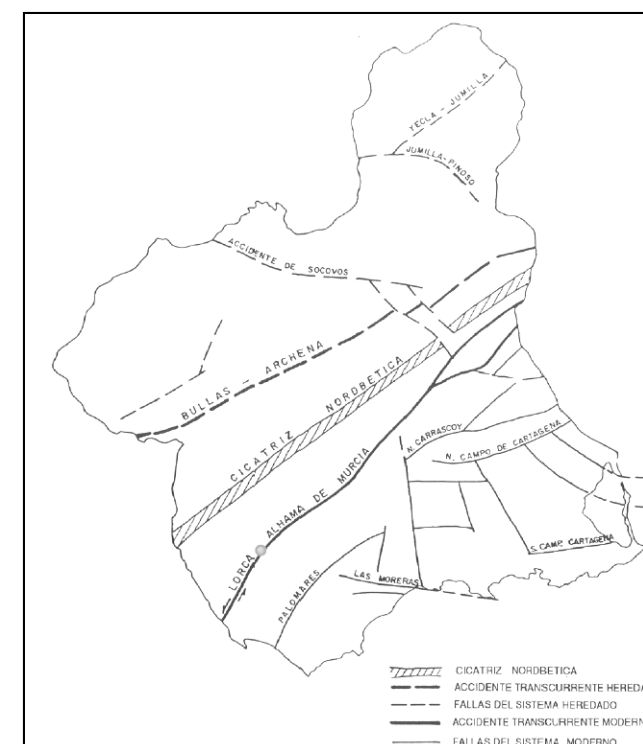 YECLA - JUMILLA
JUMILLA - PINOSO
ACCIDENTE DE SOCOVOS
BULLAS - ARCHENA
CICATRIZ NORDBETICA
N. CARRASCOY
N. CAMPO DE CARTAGENA
LORCA ALHAMA DE MURCIA
S. CAMP. CARTAGENA
PALOMARES
LAS MORERAS
CICATRIZ NORDBETICA
ACCIDENTE TRANSCURRENTE HEREDA
FALLAS DEL SISTEMA HEREDADO
ACCIDENTE TRANSCURRENTE MODERN
FALLAS DEL SISTEMA MODERNO